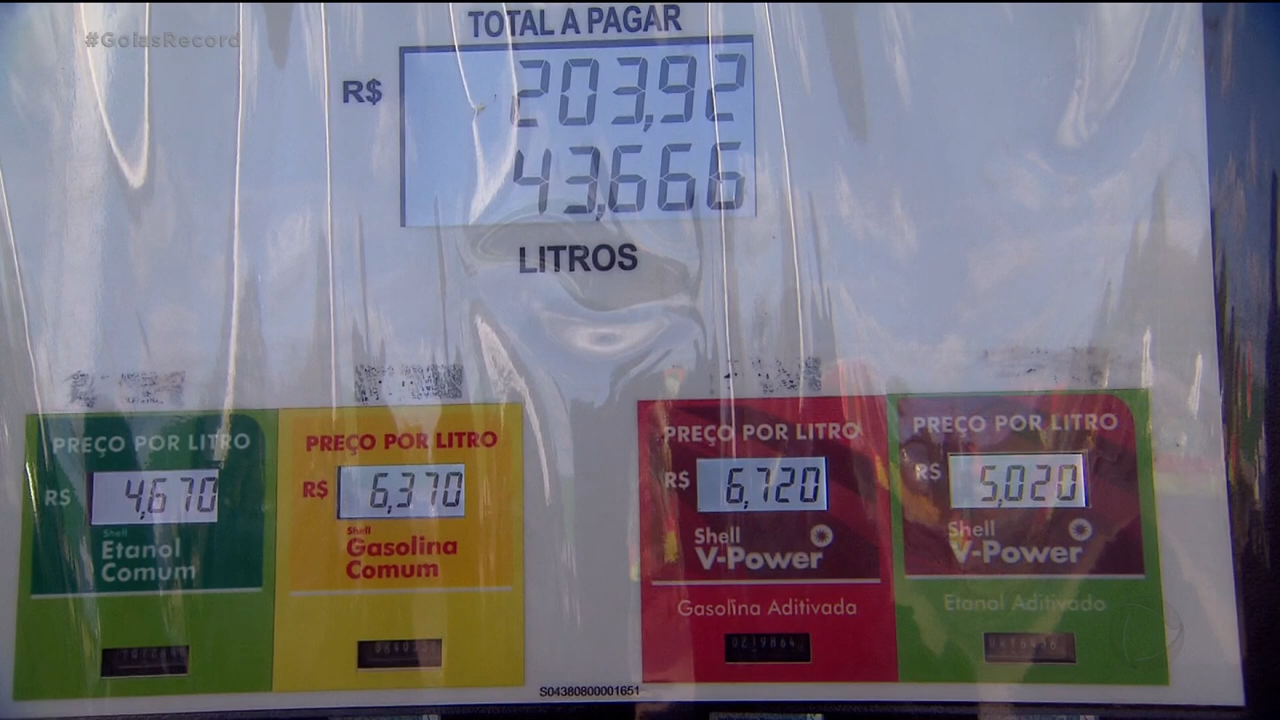 #GoiasRecord
TOTAL A PAGAR
R$ 203,92
43,666
LITROS
PREÇO POR LITRO
R$ 4,670
Shell
Etanol
Comum
PREÇO POR LITRO
R$ 6,370
Shell
Gasolina
Comum
PREÇO POR LITRO
R$ 6,720
Shell
V-Power
Gasolina Aditivada
PREÇO POR LITRO
R$ 5,020
Shell
V-Power
Etanol Aditivado
S04380800001651